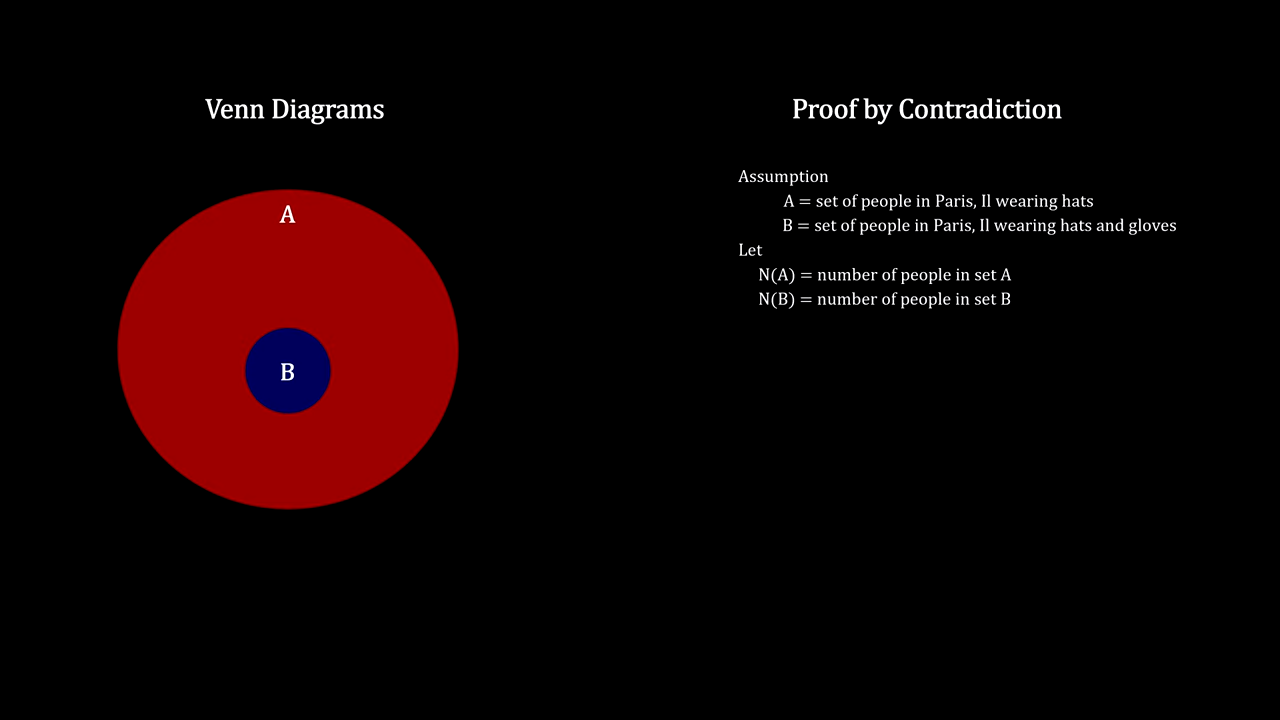 Venn Diagrams
A
B
Proof by Contradiction
Assumption
A = set of people in Paris, Il wearing hats
B = set of people in Paris, Il wearing hats and gloves
Let
N(A) = number of people in set A
N(B) = number of people in set B